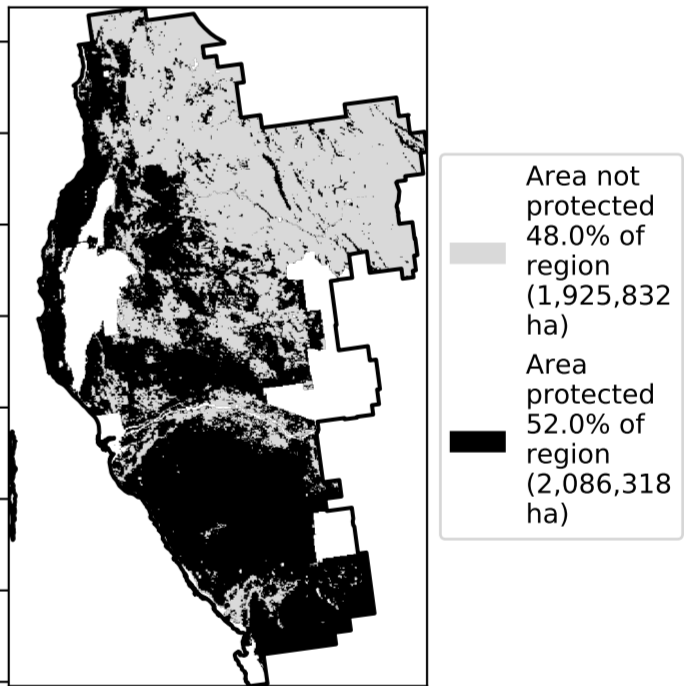 Area not
protected
48.0% of
region
(1,925,832
ha)
Area
protected
52.0% of
region
(2,086,318
ha)